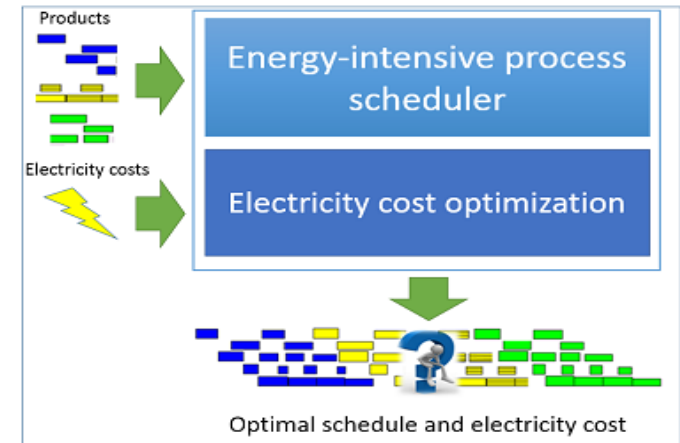 Products
Energy-intensive process
scheduler
Electricity costs
Electricity cost optimization
?
Optimal schedule and electricity cost